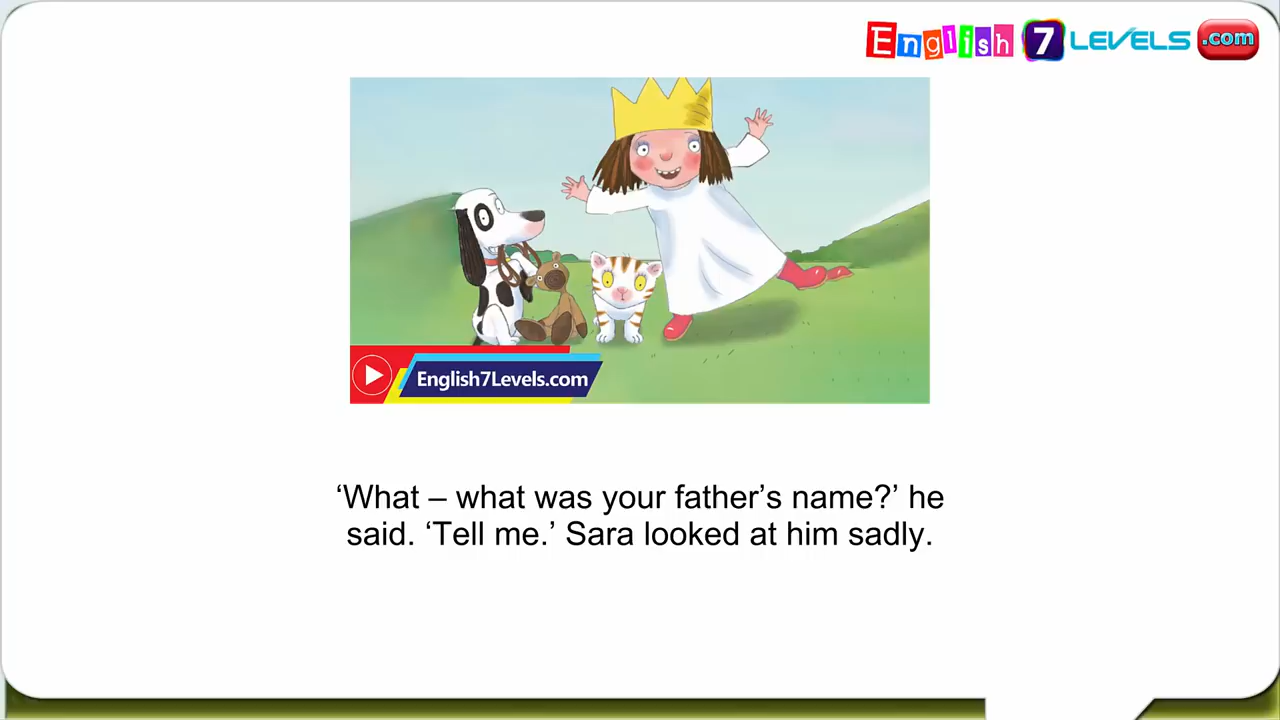 English 7 LEVELS .com
English7Levels.com
‘What – what was your father’s name?’ he
said. ‘Tell me.’ Sara looked at him sadly.